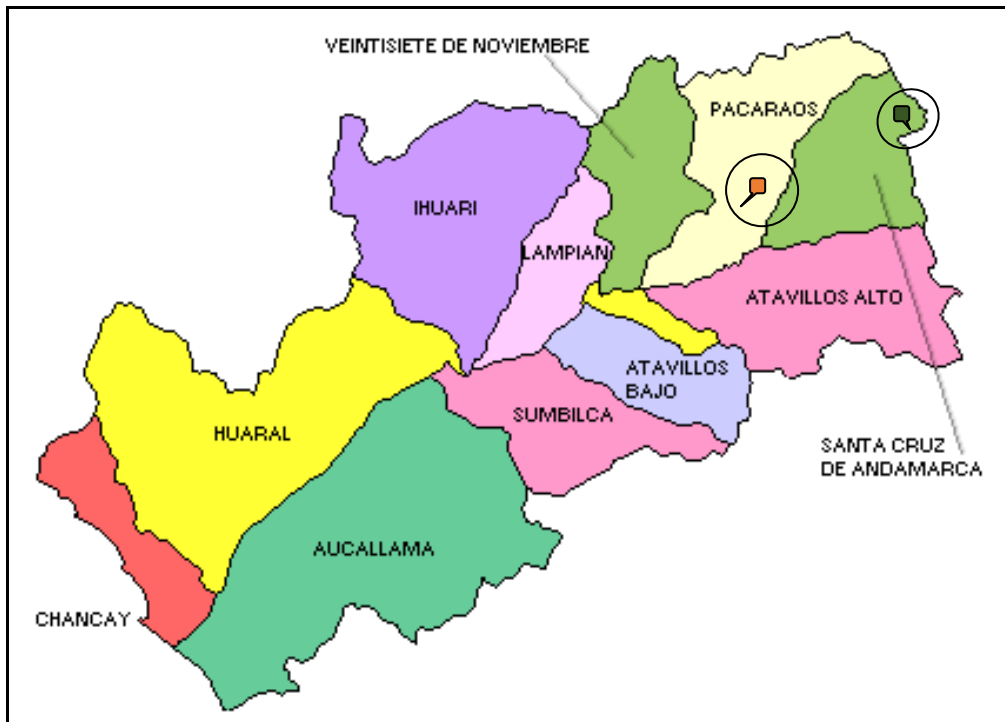 VEINTISIETE DE NOVIEMBRE
PACARAOS
IHUARI
LAMPIAN
ATAVILLOS ALTO
ATAVILLOS
BAJO
SUMBILCA
HUARAL
SANTA CRUZ
DE ANDAMARCA
AUCALLAMA
CHANCAY